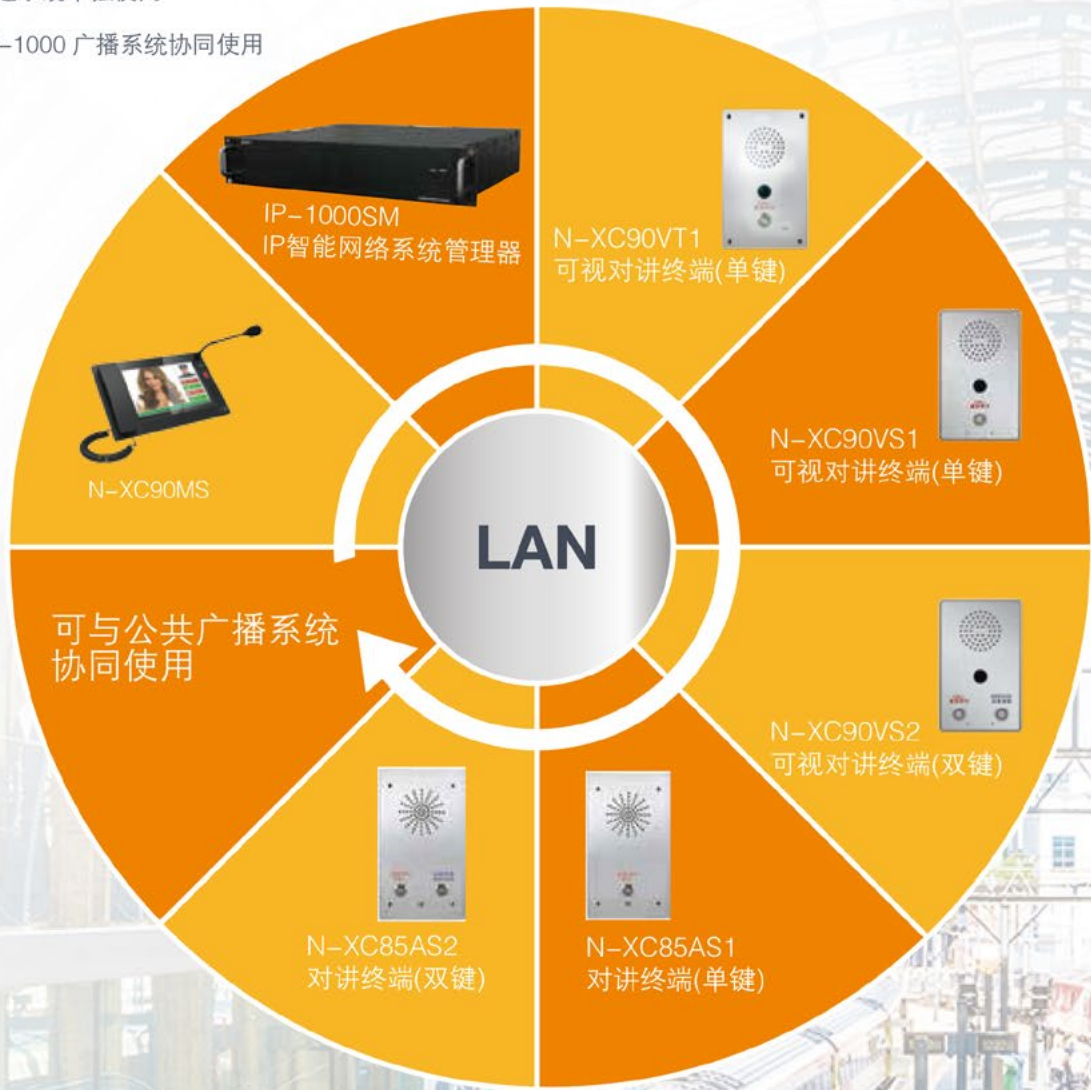 -1000 广播系统协同使用
IP-1000SM
IP智能网络系统管理器
N-XC90VT1
可视对讲终端(单键)
N-XC90VS1
可视对讲终端(单键)
N-XC90VS2
可视对讲终端(双键)
N-XC85AS1
对讲终端(单键)
N-XC85AS2
对讲终端(双键)
可与公共广播系统
协同使用
N-XC90MS
LAN